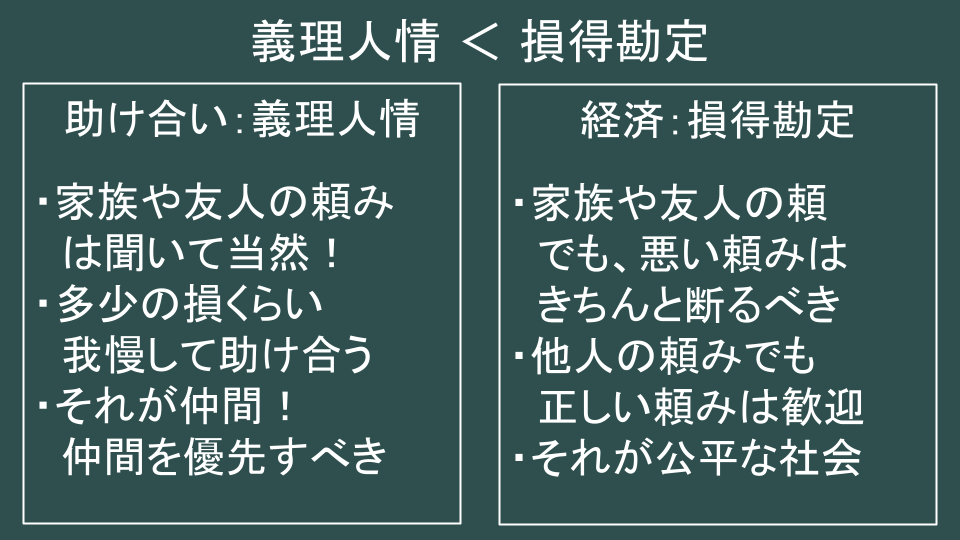 義理人情 ＜ 損得勘定
助け合い：義理人情
・家族や友人の頼み
は聞いて当然！
・多少の損くらい
我慢して助け合う
・それが仲間！
仲間を優先すべき
経済：損得勘定
・家族や友人の頼
でも、悪い頼みは
きちんと断るべき
・他人の頼みでも
正しい頼みは歓迎
・それが公平な社会